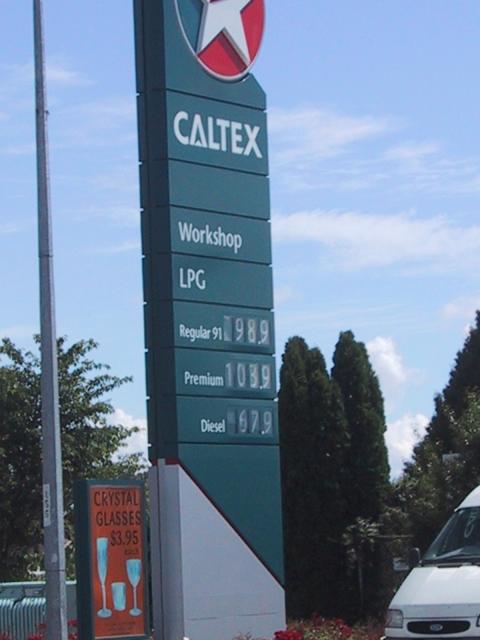 CALTEX
Workshop
LPG
Regular 91 98.9
Premium 103.9
Diesel 67.9
CRYSTAL
GLASSES
$3.95